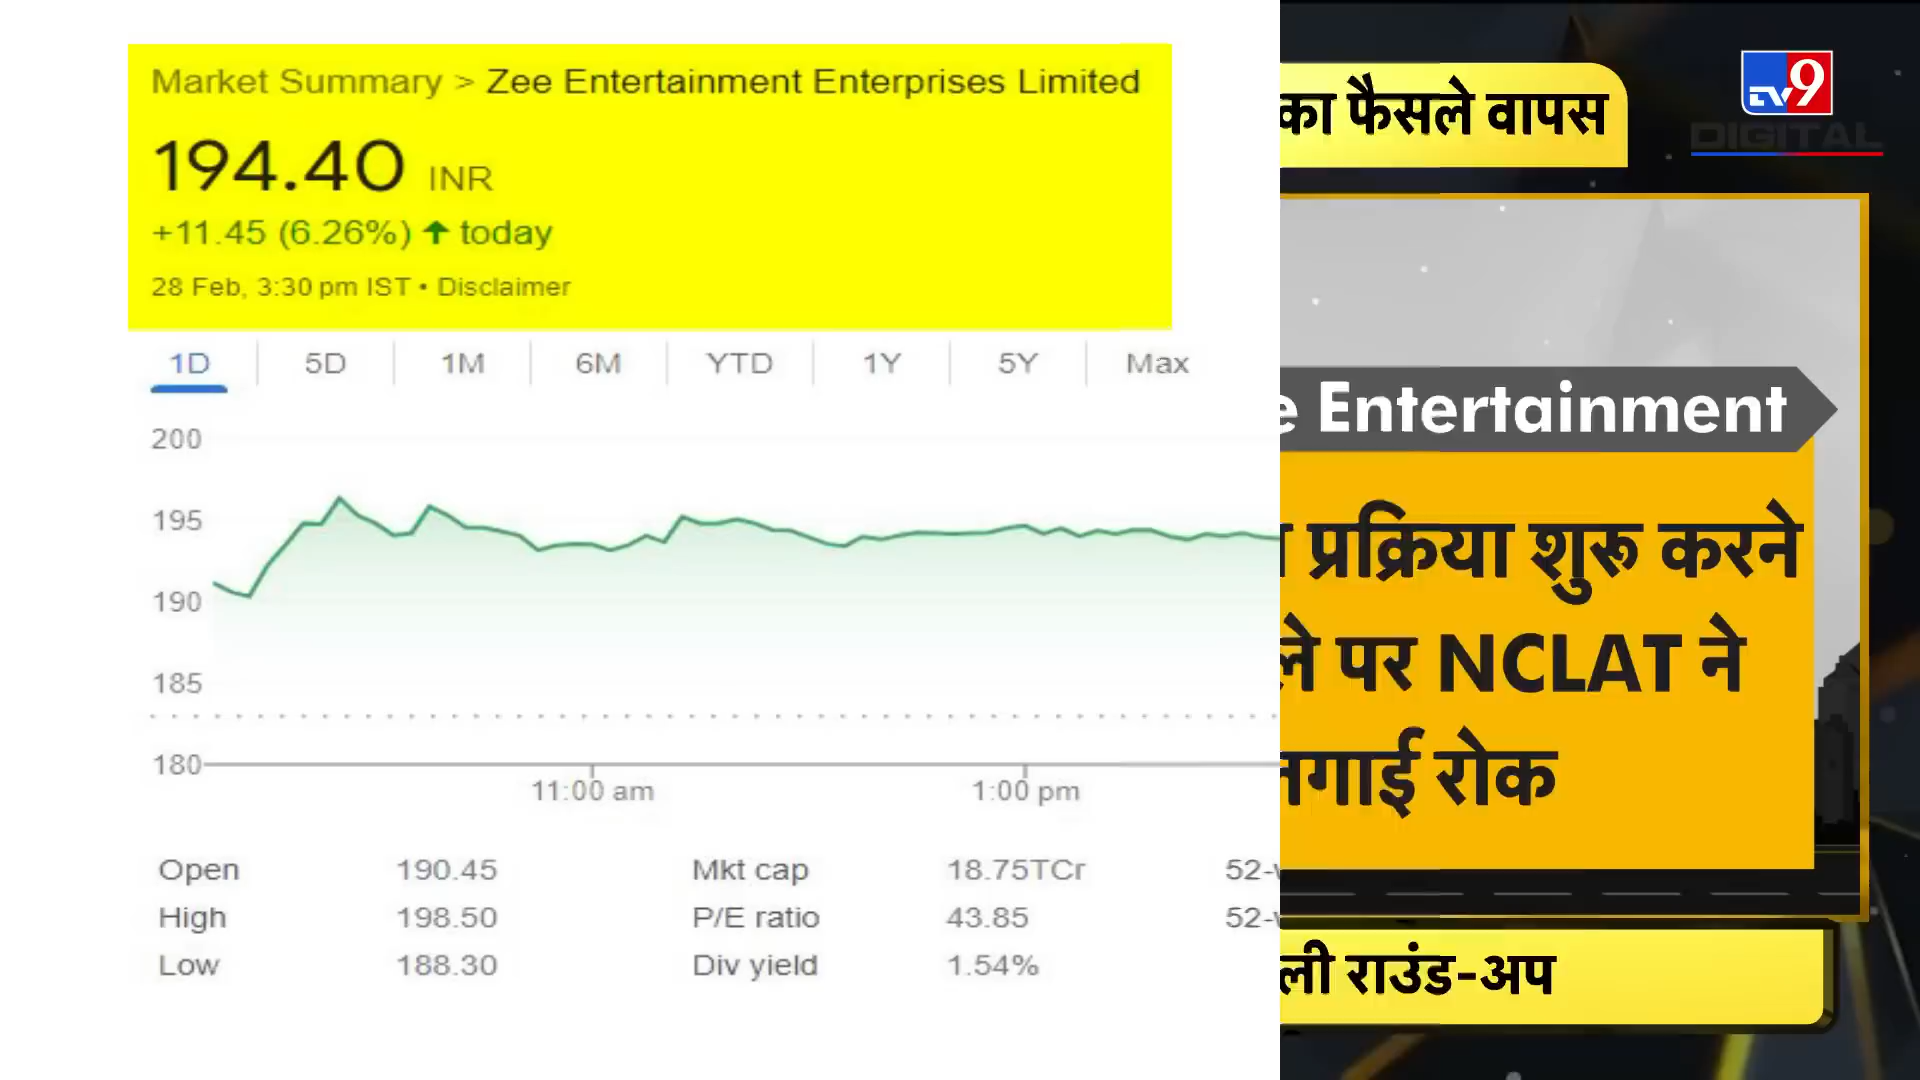 Market Summary > Zee Entertainment Enterprises Limited
194.40 INR
+11.45 (6.26%) ↑ today
28 Feb, 3:30 pm IST • Disclaimer
1D 5D 1M 6M YTD 1Y 5Y Max
200
195
190
185
180
11:00 am 1:00 pm
Open 190.45 Mkt cap 18.75TCr
High 198.50 P/E ratio 43.85
Low 188.30 Div yield 1.54%
का फैसले वापस
TV9
DIGITAL
Entertainment
प्रक्रिया शुरू करने
पर NCLAT ने
रोक
राउंड-अप